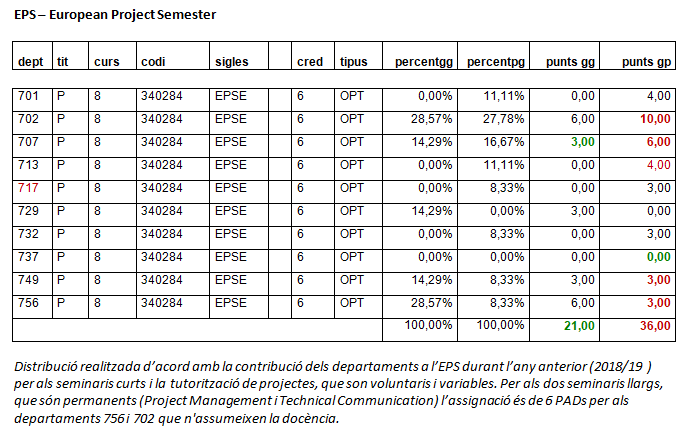 EPS – European Project Semester
dept tit curs codi sigles cred tipus percentgg percentpg punts gg punts gp
701 P 8 340284 EPSE 6 OPT 0,00% 11,11% 0,00 4,00
702 P 8 340284 EPSE 6 OPT 28,57% 27,78% 6,00 10,00
707 P 8 340284 EPSE 6 OPT 14,29% 16,67% 3,00 6,00
713 P 8 340284 EPSE 6 OPT 0,00% 11,11% 0,00 4,00
717 P 8 340284 EPSE 6 OPT 0,00% 8,33% 0,00 3,00
729 P 8 340284 EPSE 6 OPT 14,29% 0,00% 3,00 0,00
732 P 8 340284 EPSE 6 OPT 0,00% 8,33% 0,00 3,00
737 P 8 340284 EPSE 6 OPT 0,00% 0,00% 0,00 0,00
749 P 8 340284 EPSE 6 OPT 14,29% 8,33% 3,00 3,00
756 P 8 340284 EPSE 6 OPT 28,57% 8,33% 6,00 3,00
100,00% 100,00% 21,00 36,00
Distribució realitzada d’acord amb la contribució dels departaments a l’EPS durant l’any anterior (2018/19 )
per als seminaris curts i la tutorització de projectes, que son voluntaris i variables. Per als dos seminaris llargs,
que són permanents (Project Management i Technical Communication) l’assignació és de 6 PADs per als
departaments 756 i 702 que n'assumeixen la docència.